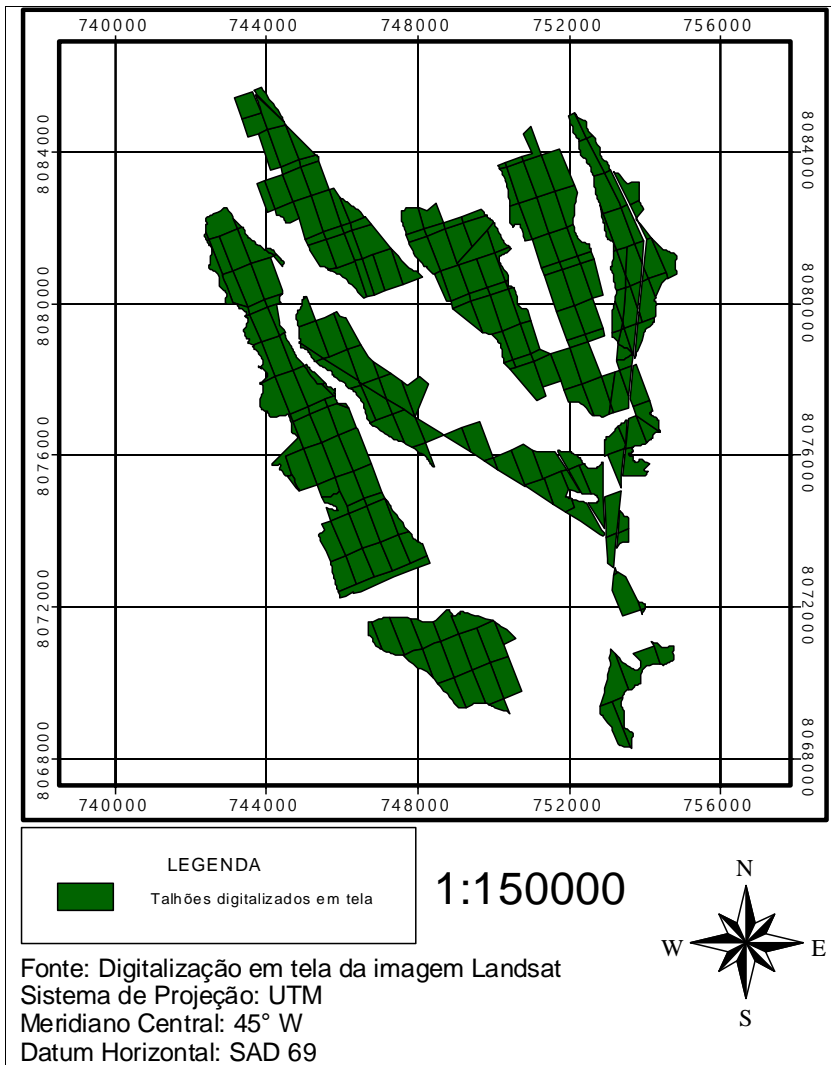 740000 744000 748000 752000 756000
8084000 8084000
8080000 8080000
8076000 8076000
8072000 8072000
8068000 8068000
740000 744000 748000 752000 756000
LEGENDA
Talhões digitalizados em tela
1:150000
N
W E
S
Fonte: Digitalização em tela da imagem Landsat
Sistema de Projeção: UTM
Meridiano Central: 45° W
Datum Horizontal: SAD 69